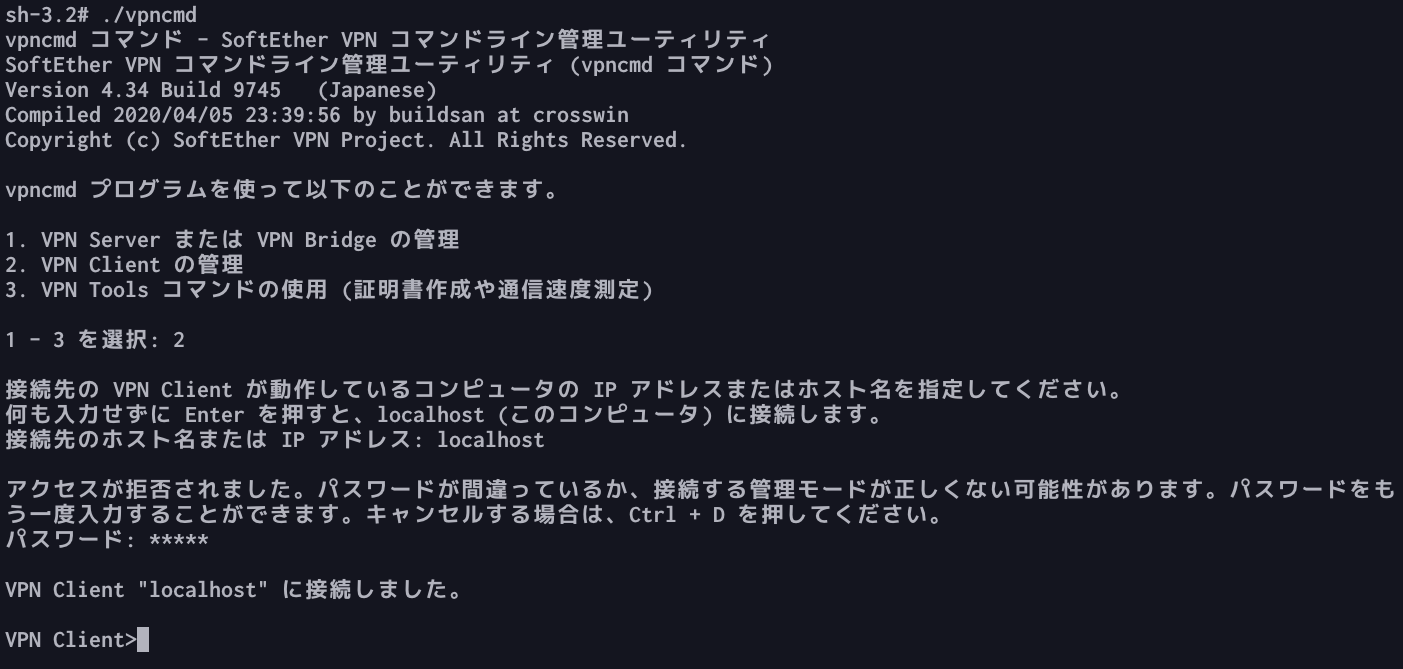 sh-3.2# ./vpncmd
vpncmd コマンド - SoftEther VPN コマンドライン管理ユーティリティ
SoftEther VPN コマンドライン管理ユーティリティ (vpncmd コマンド)
Version 4.34 Build 9745   (Japanese)
Compiled 2020/04/05 23:39:56 by buildsan at crosswin
Copyright (c) SoftEther VPN Project. All Rights Reserved.
vpncmd プログラムを使って以下のことができます。
1. VPN Server または VPN Bridge の管理
2. VPN Client の管理
3. VPN Tools コマンドの使用 (証明書作成や通信速度測定)
1 - 3 を選択: 2
接続先の VPN Client が動作しているコンピュータの IP アドレスまたはホスト名を指定してください。
何も入力せずに Enter を押すと、localhost (このコンピュータ) に接続します。
接続先のホスト名または IP アドレス: localhost
アクセスが拒否されました。パスワードが間違っているか、接続する管理モードが正しくない可能性があります。パスワードをも
う一度入力することができます。キャンセルする場合は、Ctrl + D を押してください。
パスワード: *****
VPN Client "localhost" に接続しました。
VPN Client>